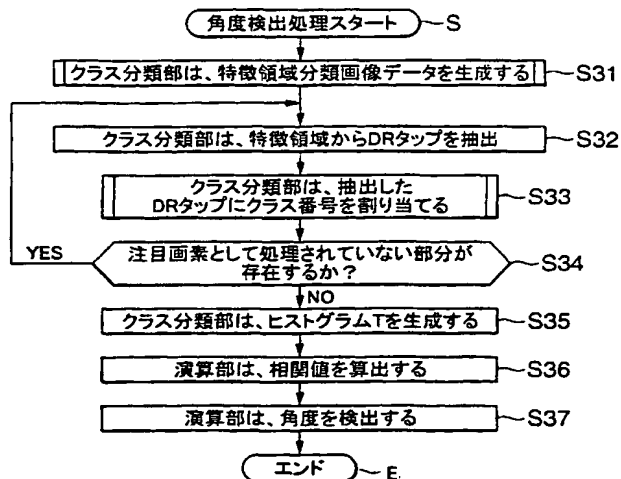 角度検出処理スタート S
クラス分類部は、特徴領域分類画像データを生成する S31
クラス分類部は、特徴領域からDRタップを抽出 S32
クラス分類部は、抽出した
DRタップにクラス番号を割り当てる S33
YES
注目画素として処理されていない部分が
存在するか? S34
NO
クラス分類部は、ヒストグラムTを生成する S35
演算部は、相関値を算出する S36
演算部は、角度を検出する S37
エンド E